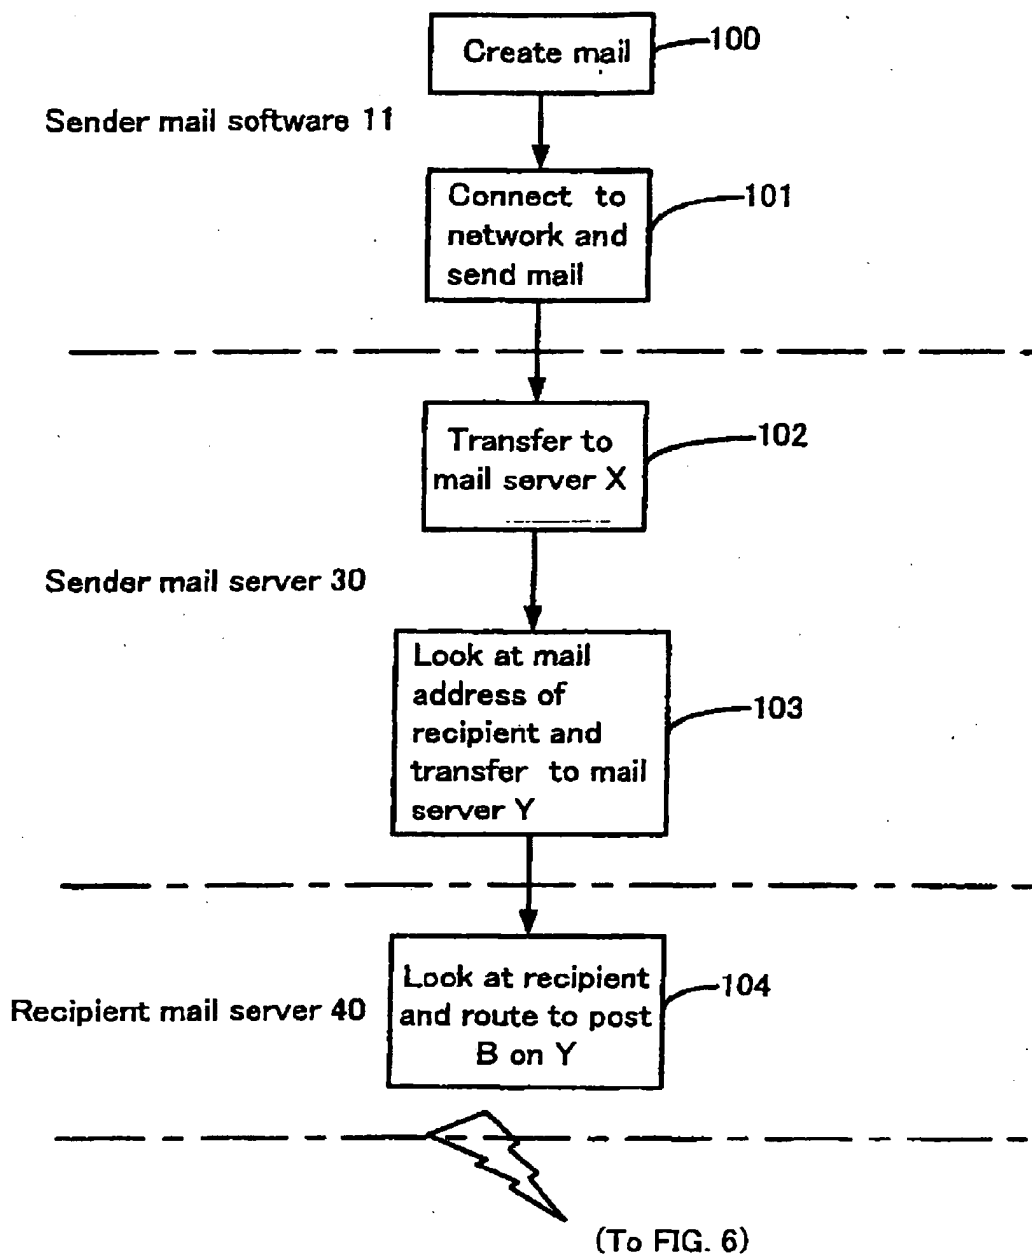 Create mail
100
Sender mail software 11
Connect to
network and
send mail
101
Transfer to
mail server X
102
Sender mail server 30
Look at mail
address of
recipient and
transfer to mail
server Y
103
Recipient mail server 40
Look at recipient
and route to post
B on Y
104
(To FIG. 6)